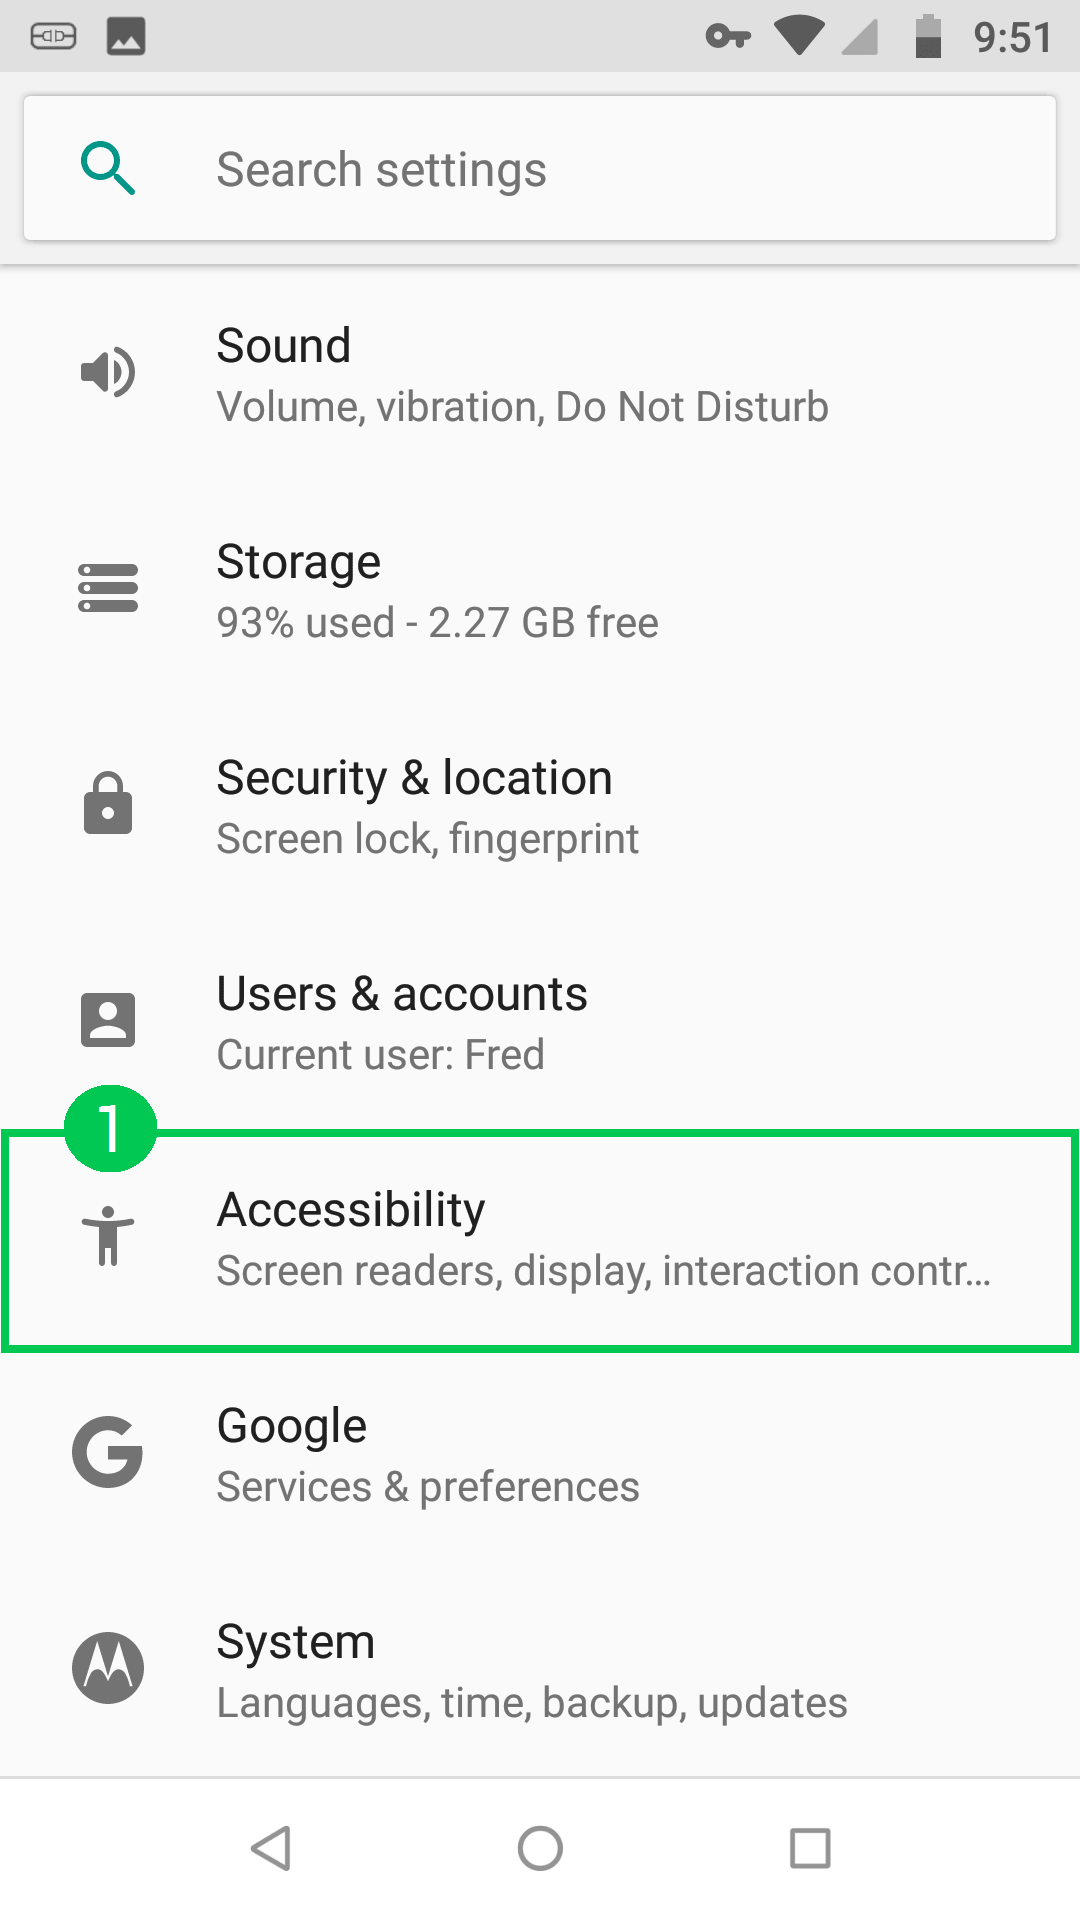 9:51
Search settings
Sound
Volume, vibration, Do Not Disturb
Storage
93% used - 2.27 GB free
Security & location
Screen lock, fingerprint
Users & accounts
Current user: Fred
1
Accessibility
Screen readers, display, interaction contr...
Google
Services & preferences
System
Languages, time, backup, updates